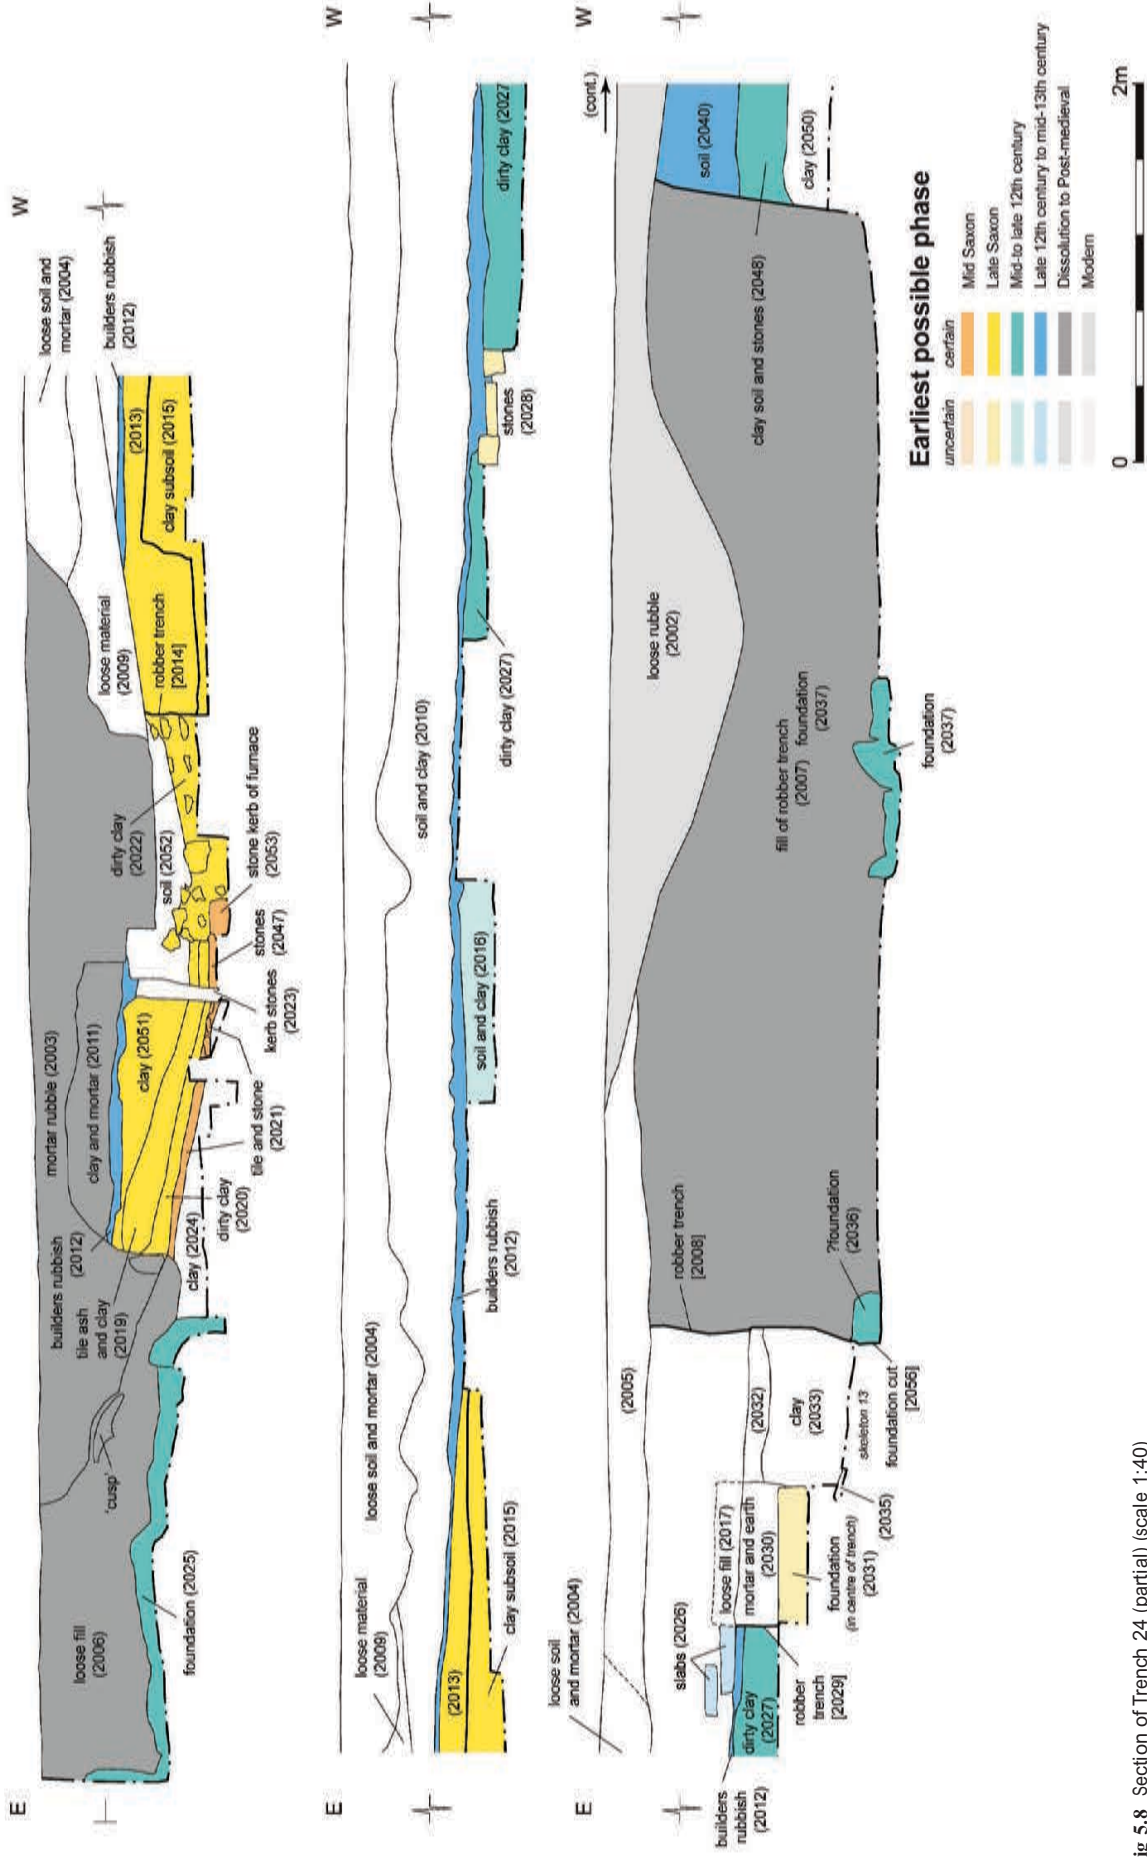 E
W
loose soil and
mortar (2004)
builders rubbish
(2012)
(2013)
clay subsoil (2015)
loose material
(2009)
robber trench
[2014]
dirty clay
(2022)
soil (2052)
stone kerb of furnace
(2053)
stones
(2047)
kerb stones
(2023)
mortar rubble (2003)
clay and mortar (2011)
clay (2051)
tile and stone
(2021)
dirty clay
(2020)
clay (2024)
builders rubbish
(2012)
tile ash
and clay
(2019)
'cusp'
loose fill
(2006)
foundation (2025)
E
W
loose material
(2009)
loose soil and mortar (2004)
soil and clay (2010)
(2013)
clay subsoil (2015)
builders rubbish
(2012)
soil and clay (2016)
dirty clay (2027)
stones
(2028)
dirty clay (2027
E
W
(cont.)
loose soil
and mortar (2004)
(2005)
slabs (2026)
loose fill (2017)
mortar and earth
(2030)
(2032)
clay
(2033)
skeleton 13
builders
rubbish
(2012)
dirty clay
(2027)
robber
trench
[2029]
foundation
(in centre of trench)
(2031)
(2035)
foundation cut
[2056]
robber trench
[2008]
?foundation
(2036)
loose rubble
(2002)
fill of robber trench
(2007)
foundation
(2037)
foundation
(2037)
clay soil and stones (2048)
soil (2040)
clay (2050)
Earliest possible phase
uncertain certain
Mid Saxon
Late Saxon
Mid-to late 12th century
Late 12th century to mid-13th century
Dissolution to Post-medieval
Modern
0 2m
ig 5.8 Section of Trench 24 (partial) (scale 1:40)